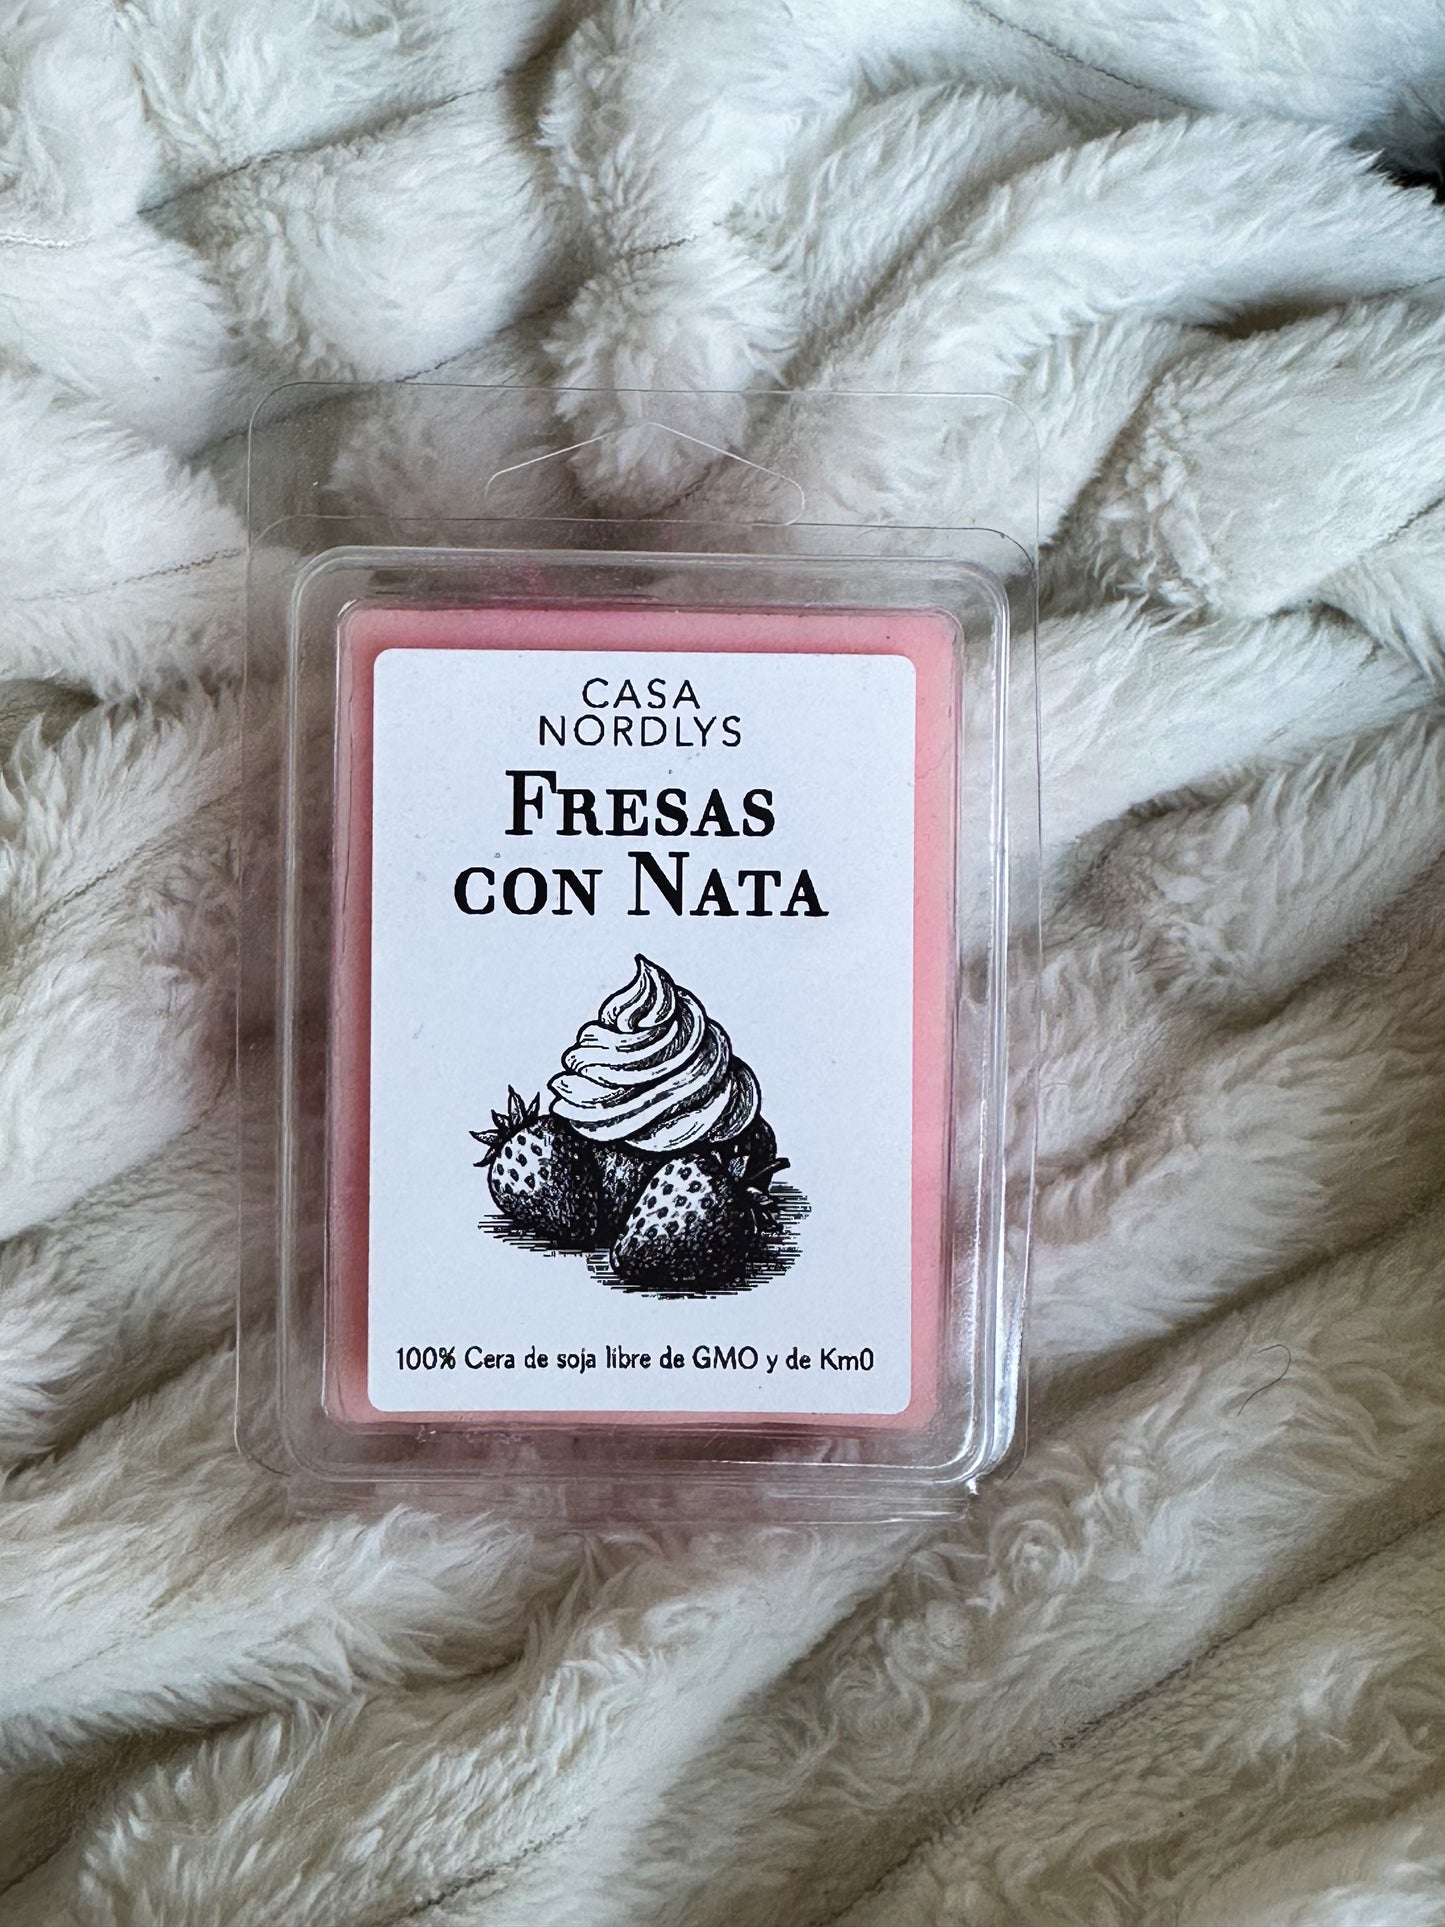 CASA
NORDLYS
FRESAS
CON NATA
100% Cera de soja libre de GMO y de Km0